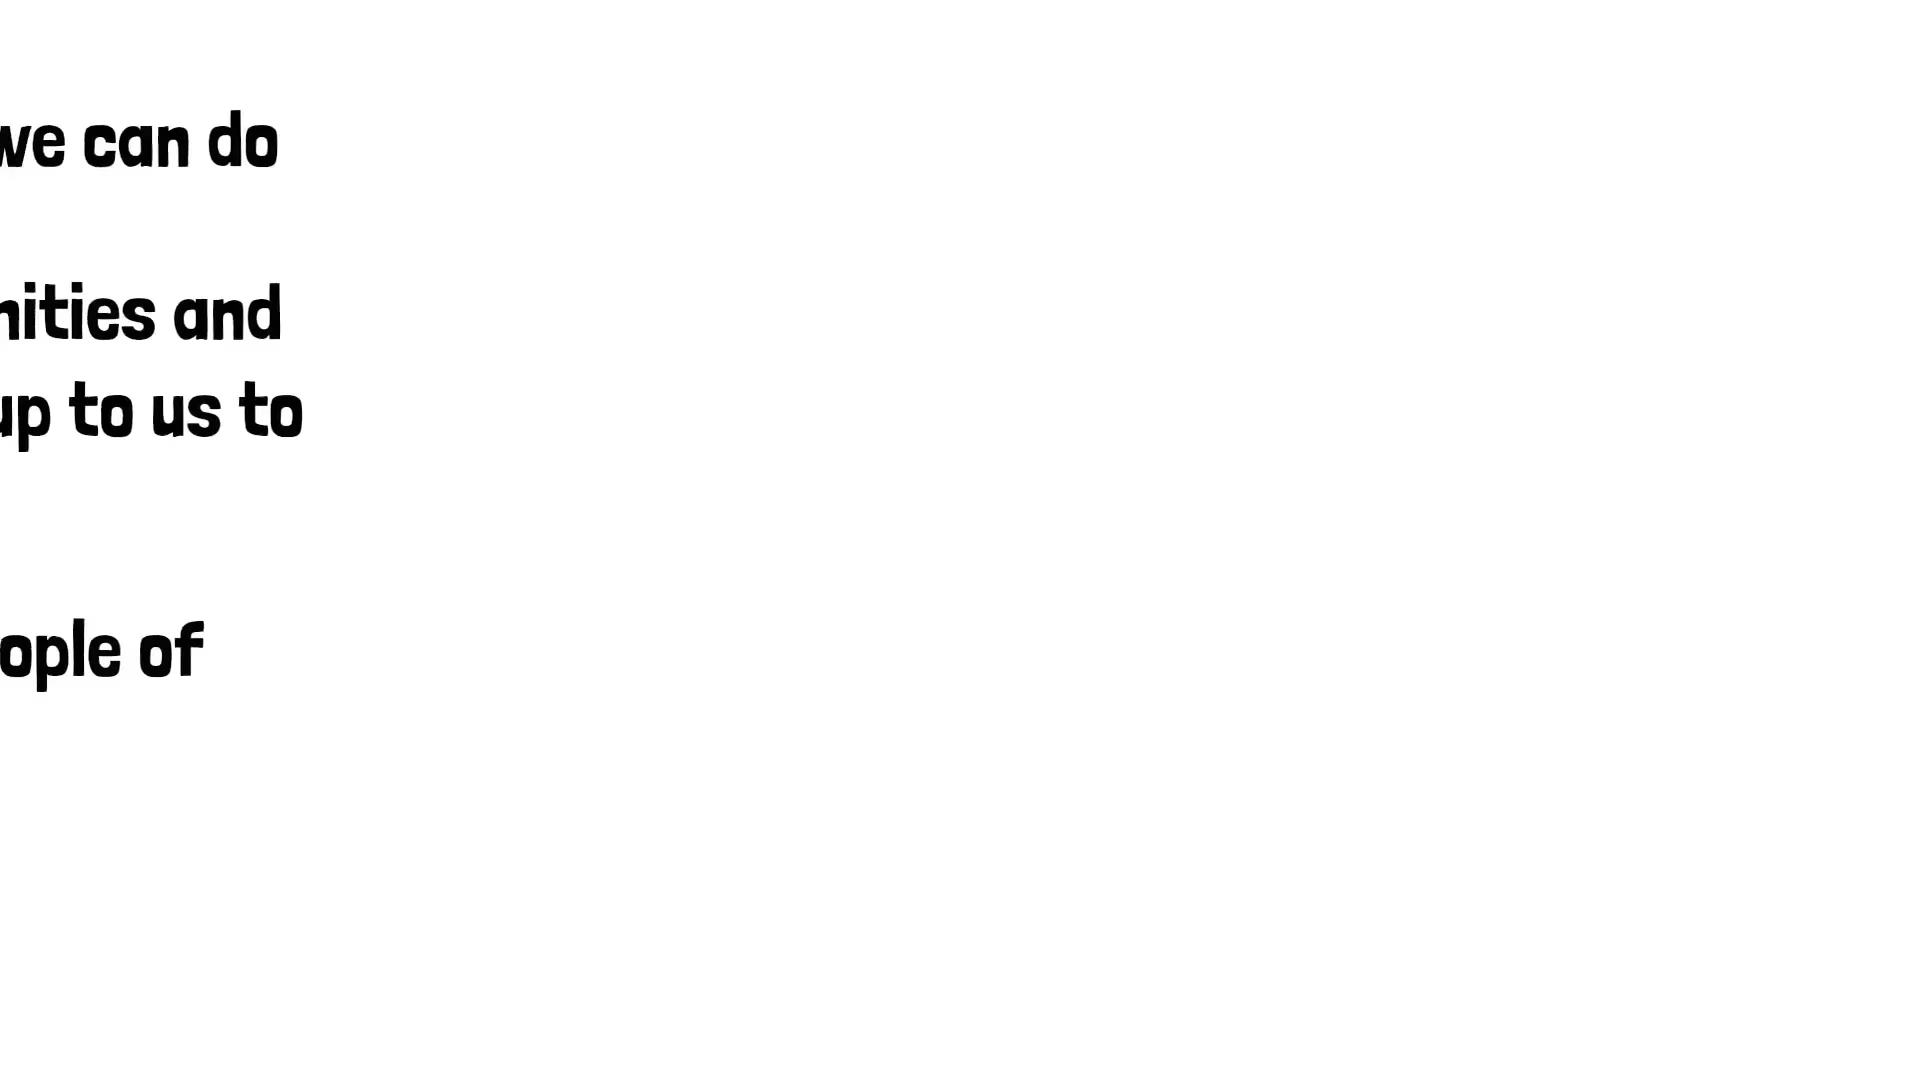 we can do
nities and
up to us to
ople of